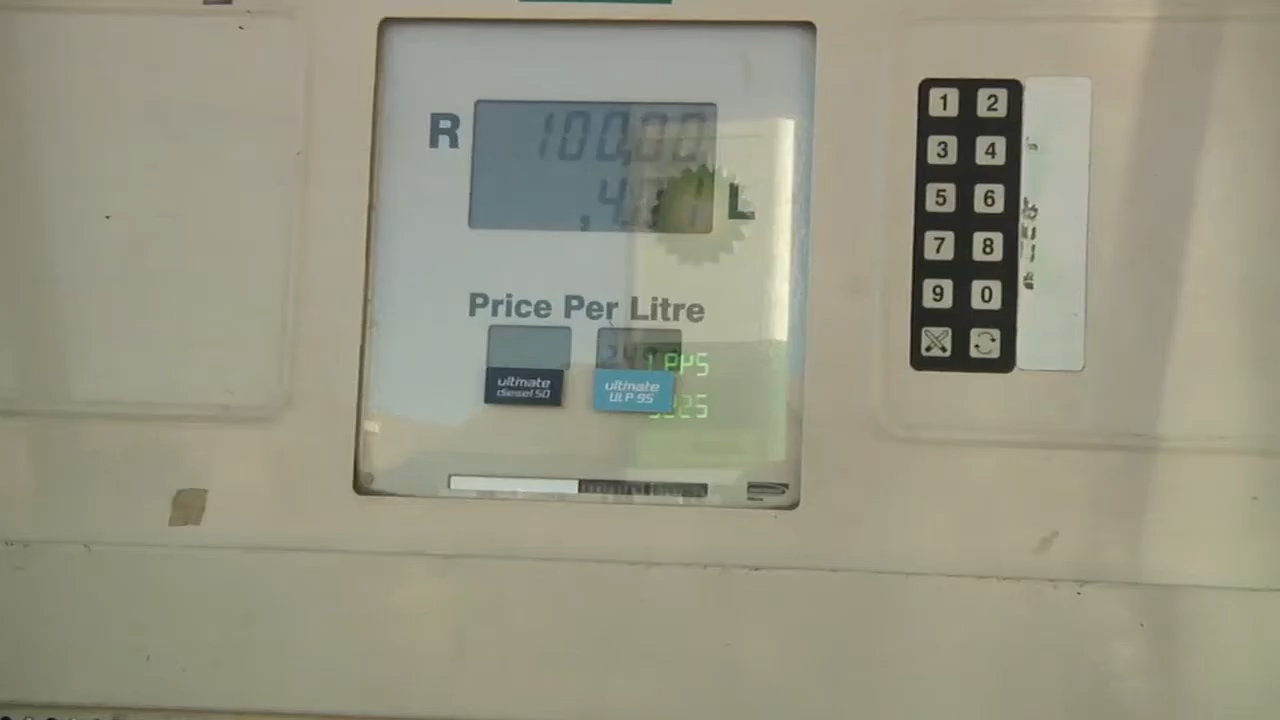 R 100,00
L
Price Per Litre
ultimate diesel 50
ultimate ULP 95
1 2
3 4
5 6
7 8
9 0